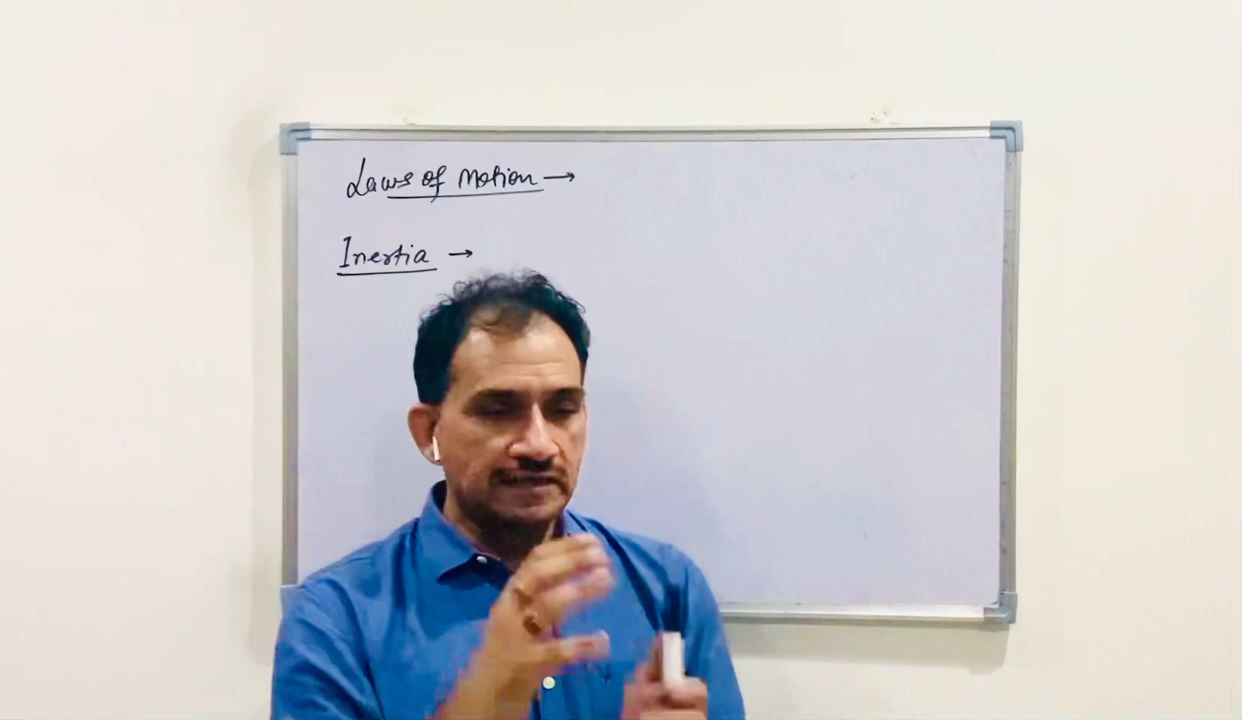 Laws of Motion →
Inertia →